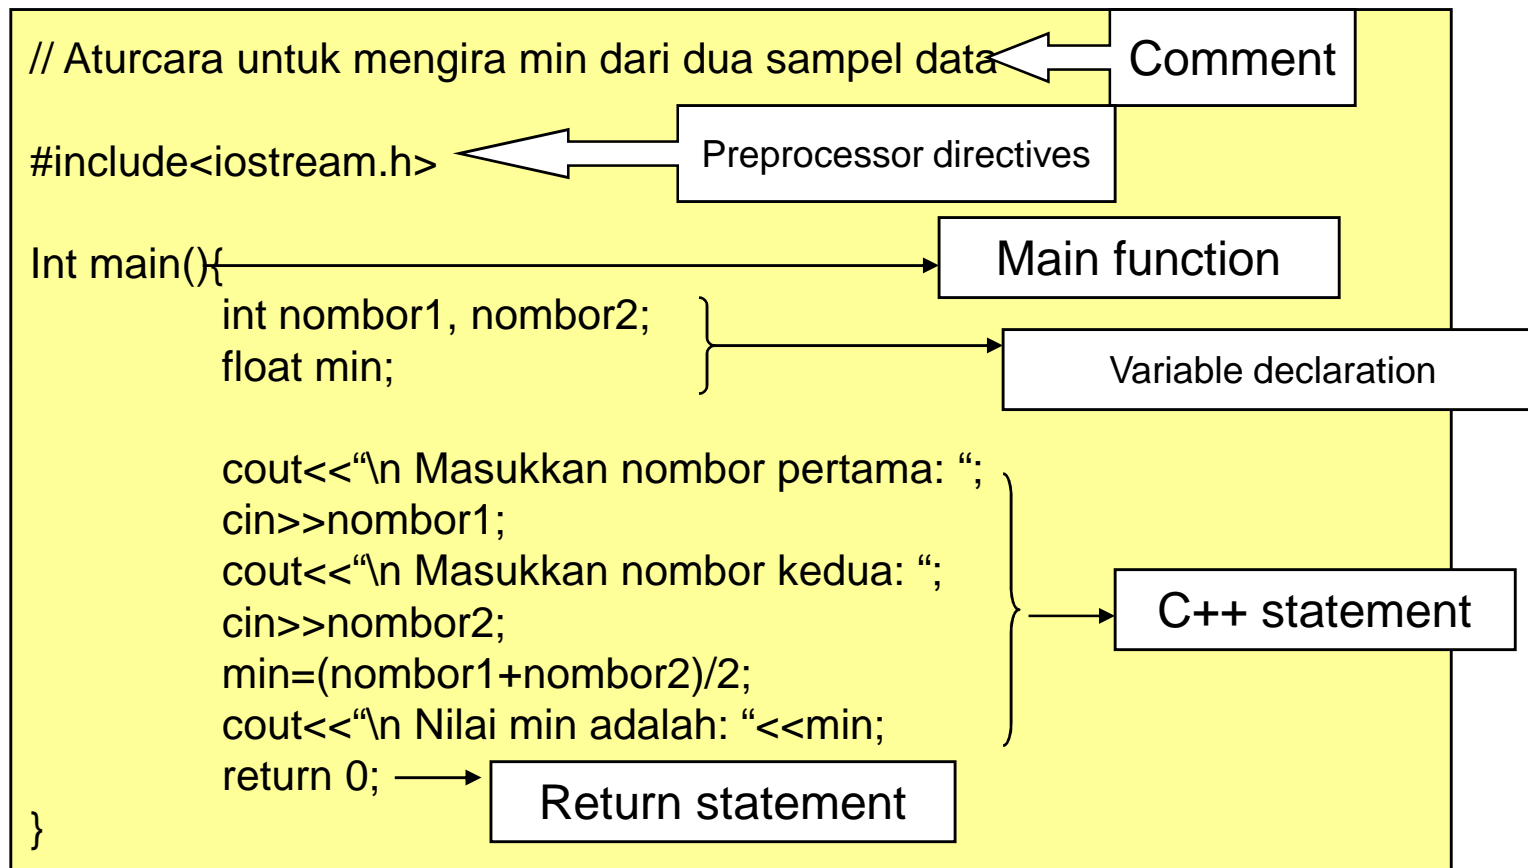 // Aturcara untuk mengira min dari dua sampel data
Comment
#include<iostream.h>
Preprocessor directives
Int main(){
Main function
int nombor1, nombor2;
float min;
Variable declaration
cout<<“\n Masukkan nombor pertama: “;
cin>>nombor1;
cout<<“\n Masukkan nombor kedua: “;
cin>>nombor2;
min=(nombor1+nombor2)/2;
cout<<“\n Nilai min adalah: “<<min;
C++ statement
return 0;
Return statement
}